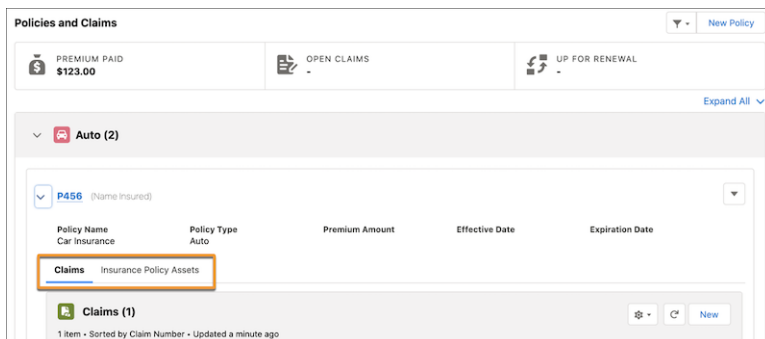 Policies and Claims
New Policy
PREMIUM PAID
$123.00
OPEN CLAIMS
-
UP FOR RENEWAL
-
Expand All
Auto (2)
P456 (Name Insured)
Policy Name Policy Type Premium Amount Effective Date Expiration Date
Car Insurance Auto
Claims Insurance Policy Assets
Claims (1)
New
1 item • Sorted by Claim Number • Updated a minute ago